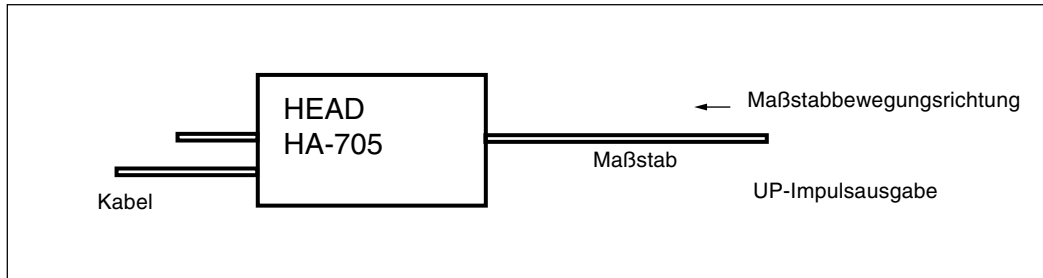 HEAD
HA-705
Maßstabbewegungsrichtung
Maßstab
UP-Impulsausgabe
Kabel